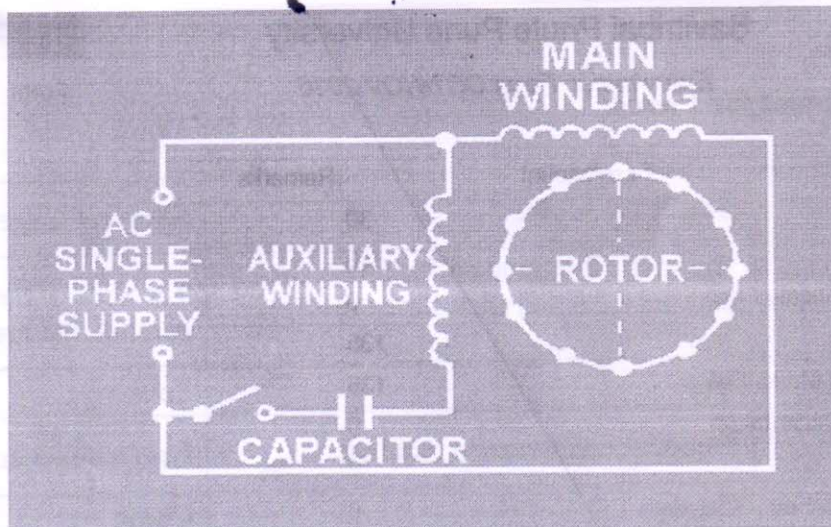 MAIN
WINDING
AC
SINGLE-
PHASE
SUPPLY
AUXILIARY
WINDING
ROTOR
CAPACITOR